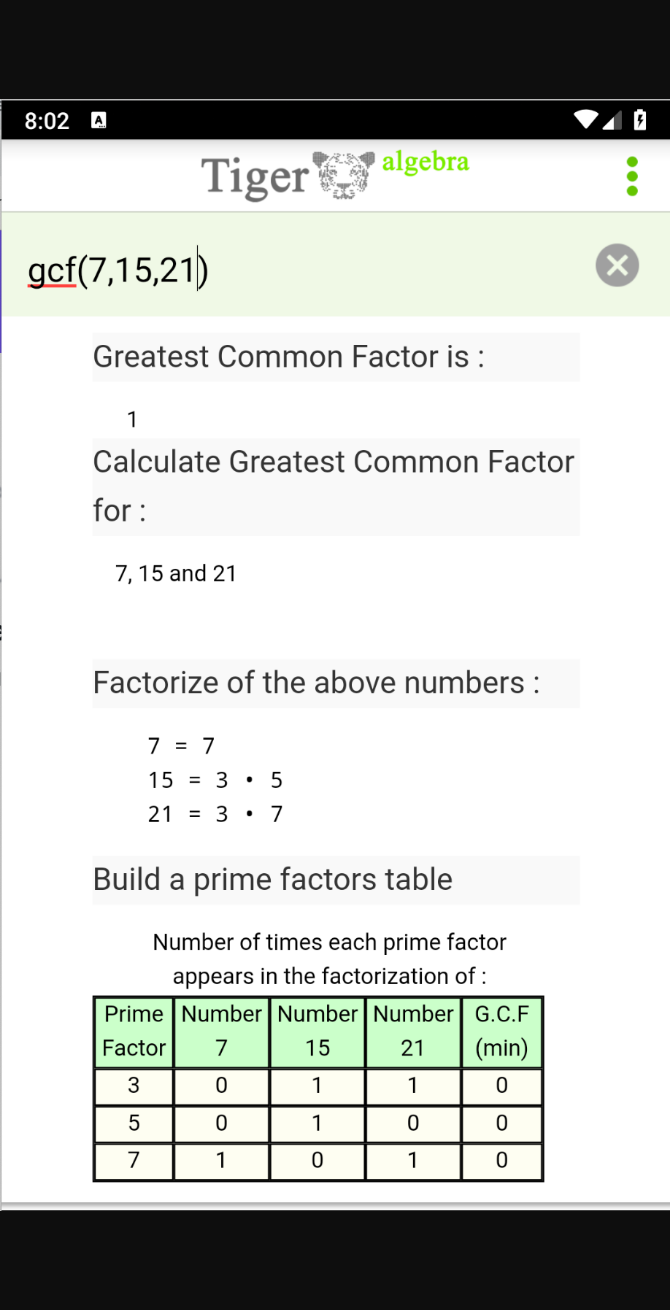 8:02 A
Tiger algebra
gcf(7,15,21)
Greatest Common Factor is :
1
Calculate Greatest Common Factor
for :
7, 15 and 21
Factorize of the above numbers :
7 = 7
15 = 3 • 5
21 = 3 • 7
Build a prime factors table
Number of times each prime factor
appears in the factorization of :
Prime Factor Number 7 Number 15 Number 21 G.C.F (min)
3 0 1 1 0
5 0 1 0 0
7 1 0 1 0